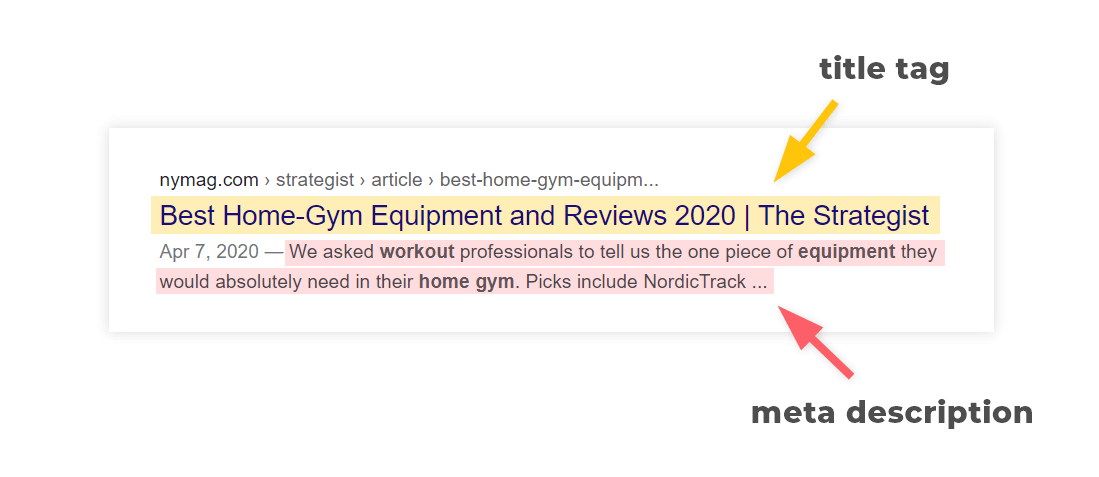 title tag
nymag.com › strategist › article › best-home-gym-equipm...
Best Home-Gym Equipment and Reviews 2020 | The Strategist
Apr 7, 2020 — We asked workout professionals to tell us the one piece of equipment they
would absolutely need in their home gym. Picks include NordicTrack ...
meta description